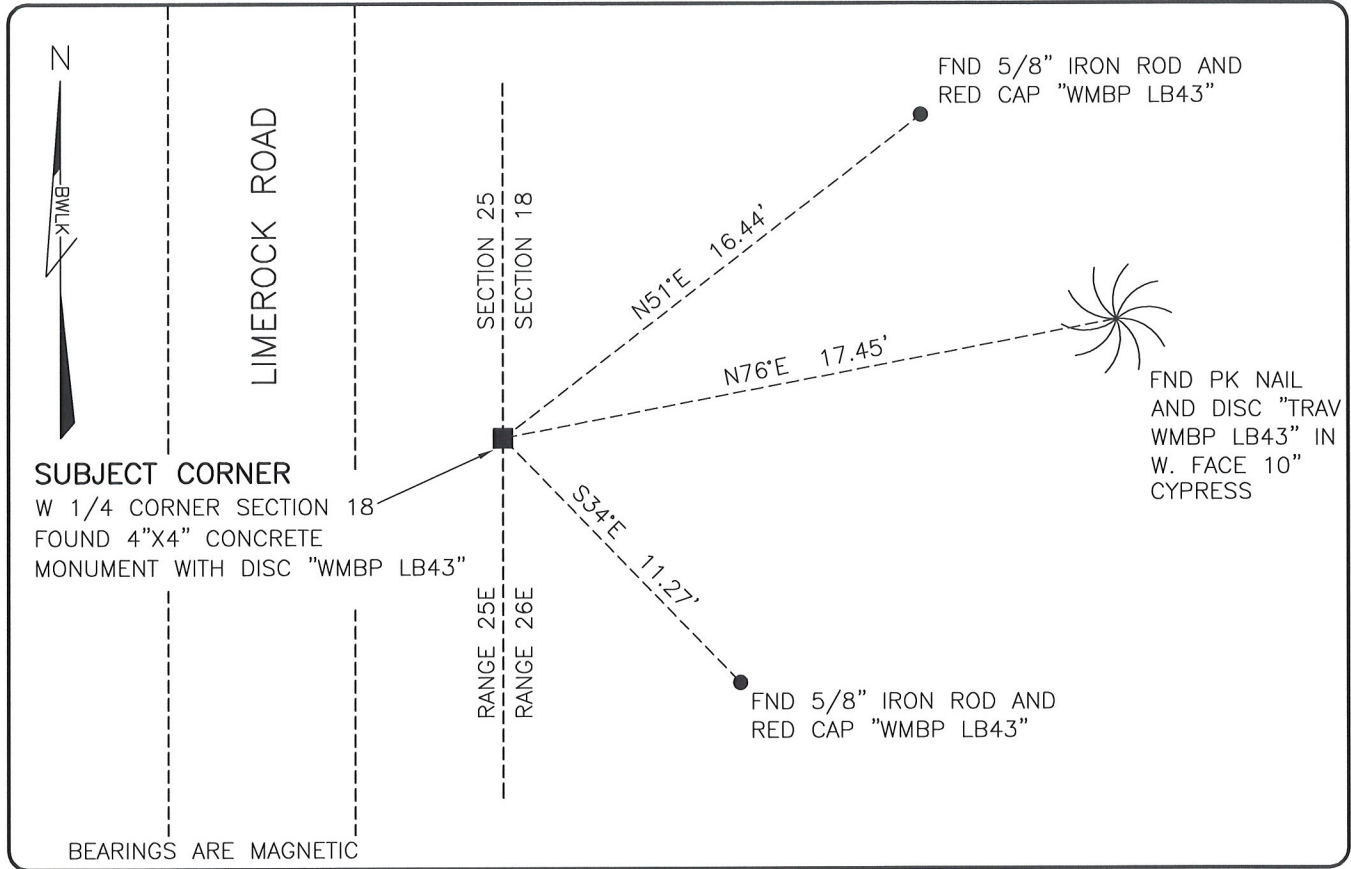 N
BWLK
LIMEROCK ROAD
SECTION 25
SECTION 18
FND 5/8" IRON ROD AND
RED CAP "WMBP LB43"
N51°E 16.44'
N76°E 17.45'
FND PK NAIL
AND DISC "TRAV
WMBP LB43" IN
W. FACE 10"
CYPRESS
SUBJECT CORNER
W 1/4 CORNER SECTION 18
FOUND 4"X4" CONCRETE
MONUMENT WITH DISC "WMBP LB43"
S34°E 11.27'
RANGE 25E
RANGE 26E
FND 5/8" IRON ROD AND
RED CAP "WMBP LB43"
BEARINGS ARE MAGNETIC